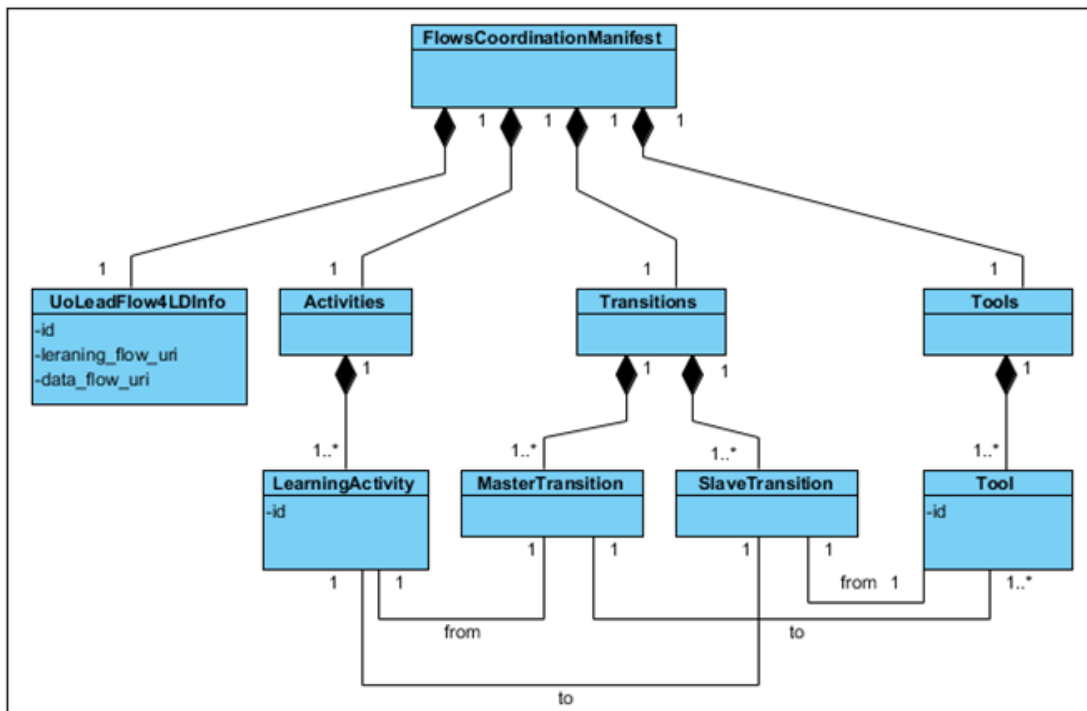 FlowsCoordinationManifest
1 1 1 1
1 1 1 1
UoLeadFlow4LDInfo Activities Transitions Tools
-id
-leraning_flow_uri
-data_flow_uri
1 1 1 1
1..* 1..* 1..* 1..*
LearningActivity MasterTransition SlaveTransition Tool
-id -id
1 1 1 1 1 1 1..*
from 1
from to
to